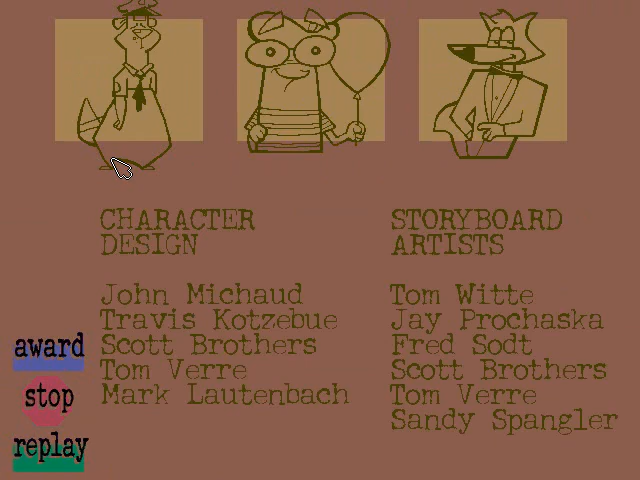 CHARACTER
DESIGN
John Michaud
Travis Kotzebue
Scott Brothers
Tom Verre
Mark Lautenbach
STORYBOARD
ARTISTS
Tom Witte
Jay Prochaska
Fred Sodt
Scott Brothers
Tom Verre
Sandy Spangler
award
stop
replay